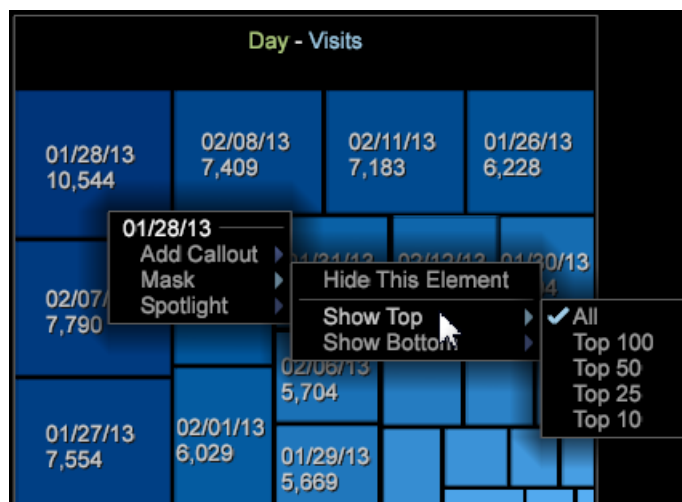 Day - Visits
01/28/13
10,544
02/08/13
7,409
02/11/13
7,183
01/26/13
6,228
01/28/13
Add Callout
Mask
Spotlight
Hide This Element
Show Top
Show Bottom
All
Top 100
Top 50
Top 25
Top 10
02/07/
7,790
02/06/13
5,704
01/27/13
7,554
02/01/13
6,029
01/29/13
5,669